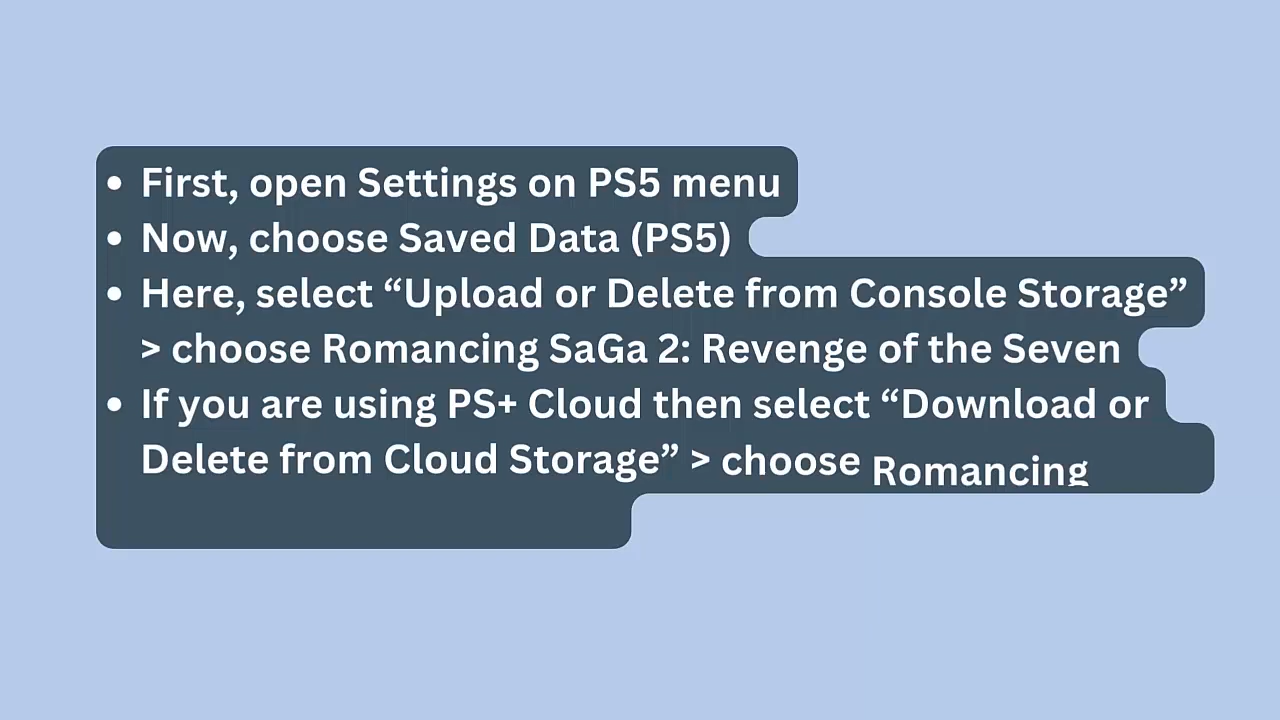 • First, open Settings on PS5 menu
• Now, choose Saved Data (PS5)
• Here, select “Upload or Delete from Console Storage”
> choose Romancing SaGa 2: Revenge of the Seven
• If you are using PS+ Cloud then select “Download or
Delete from Cloud Storage” > choose Romancing